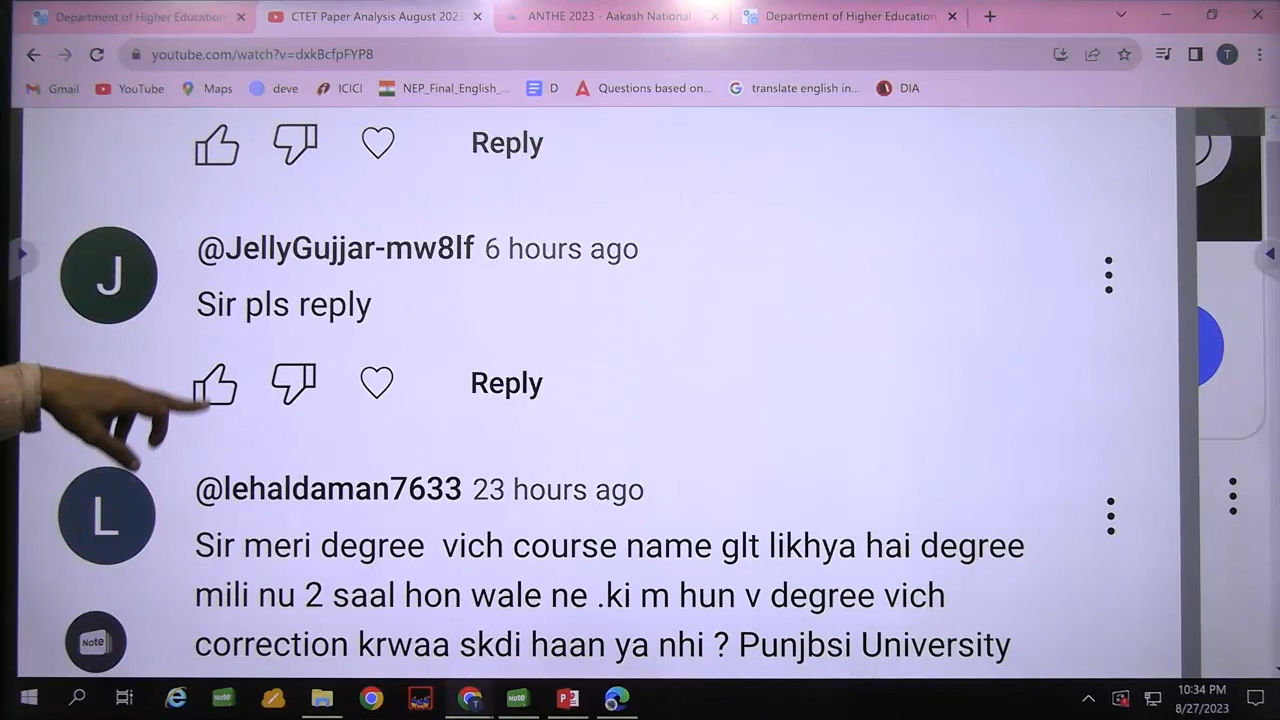 Department of Higher Education
CTET Paper Analysis August 202
ANTHE 2023 - Aakash National
Department of Higher Education
youtube.com/watch?v=dxkBcfpFYP8
T
Gmail
YouTube
Maps
deve
ICICI
NEP_Final_English_...
D
Questions based on...
translate english in...
DIA
Reply
J
@JellyGujjar-mw8lf 6 hours ago
Sir pls reply
Reply
L
@lehaldaman7633 23 hours ago
Sir meri degree vich course name glt likhya hai degree
mili nu 2 saal hon wale ne .ki m hun v degree vich
correction krwaa skdi haan ya nhi ? Punjbsi University
Note
Note
Note
10:34 PM
8/27/2023